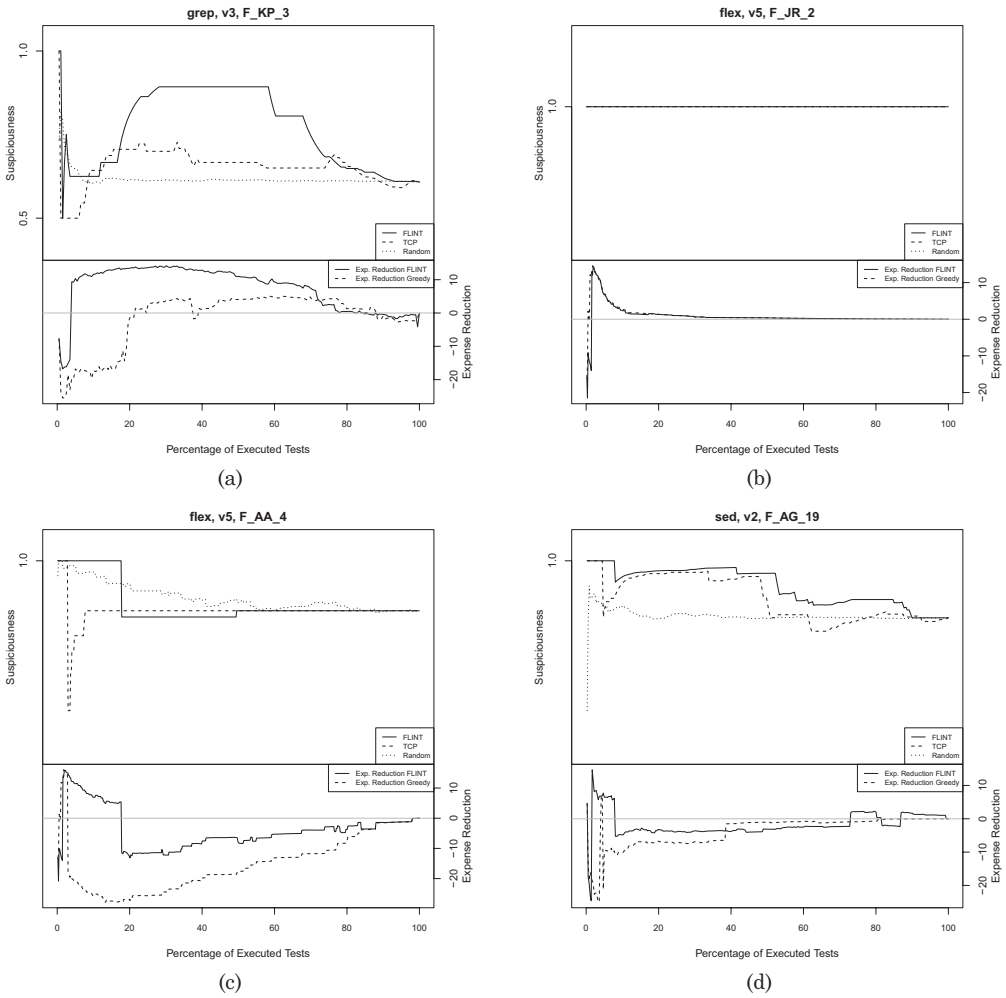 grep, v3, F_KP_3
Suspiciousness
1.0
0.5
FLINT
TCP
Random
Exp. Reduction FLINT
Exp. Reduction Greedy
Expense Reduction
10
0
−10
−20
0 20 40 60 80 100
Percentage of Executed Tests
(a)
flex, v5, F_JR_2
Suspiciousness
1.0
FLINT
TCP
Random
Exp. Reduction FLINT
Exp. Reduction Greedy
Expense Reduction
10
0
−10
−20
0 20 40 60 80 100
Percentage of Executed Tests
(b)
flex, v5, F_AA_4
Suspiciousness
1.0
FLINT
TCP
Random
Exp. Reduction FLINT
Exp. Reduction Greedy
Expense Reduction
10
0
−10
−20
0 20 40 60 80 100
Percentage of Executed Tests
(c)
sed, v2, F_AG_19
Suspiciousness
1.0
FLINT
TCP
Random
Exp. Reduction FLINT
Exp. Reduction Greedy
Expense Reduction
10
0
−10
−20
0 20 40 60 80 100
Percentage of Executed Tests
(d)